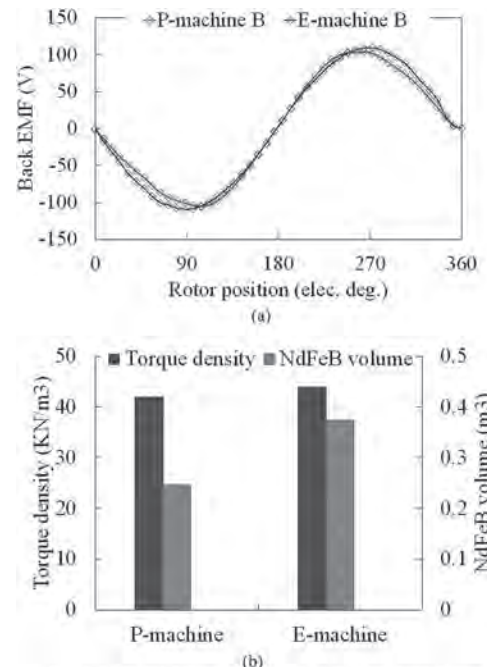 P-machine B E-machine B
Back EMF (V)
150
100
50
0
-50
-100
-150
0 90 180 270 360
Rotor position (elec. deg.)
(a)
Torque density NdFeB volume
Torque density (KN/m3)
50
40
30
20
10
0
NdFeB volume (m3)
0.5
0.4
0.3
0.2
0.1
0
P-machine E-machine
(b)